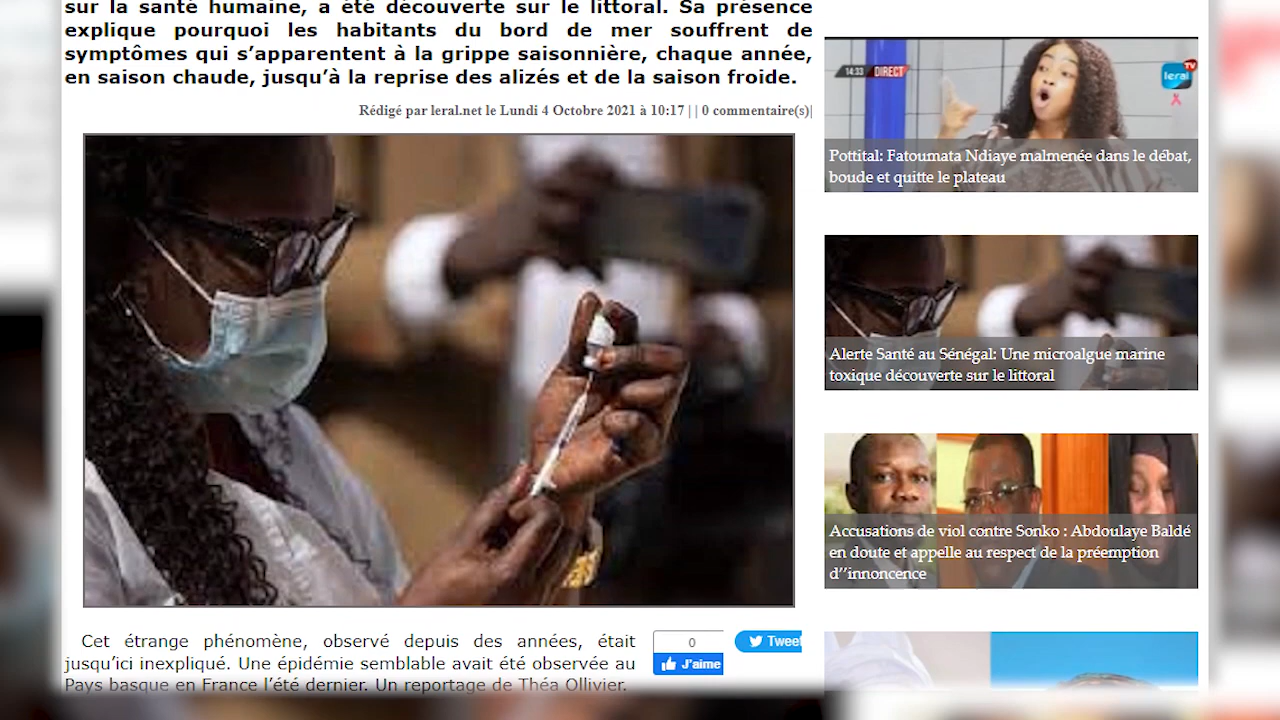 sur la santé humaine, a été découverte sur le littoral. Sa présence
explique pourquoi les habitants du bord de mer souffrent de
symptômes qui s’apparentent à la grippe saisonnière, chaque année,
en saison chaude, jusqu’à la reprise des alizés et de la saison froide.
Rédigé par leral.net le Lundi 4 Octobre 2021 à 10:17 | | 0 commentaire(s)|
Cet étrange phénomène, observé depuis des années, était
jusqu’ici inexpliqué. Une épidémie semblable avait été observée au
Pays basque en France l’été dernier. Un reportage de Théa Ollivier.
0
J’aime
Tweet
14:33 DIRECT
leral TV
Pottital: Fatoumata Ndiaye malmenée dans le débat,
boude et quitte le plateau
Alerte Santé au Sénégal: Une microalgue marine
toxique découverte sur le littoral
Accusations de viol contre Sonko : Abdoulaye Baldé
en doute et appelle au respect de la préemption
d’’innoncence